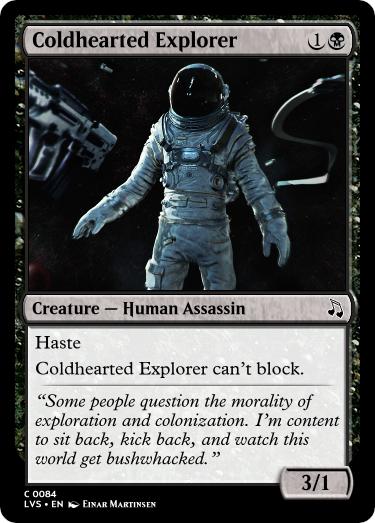 Coldhearted Explorer 1
Creature — Human Assassin
Haste
Coldhearted Explorer can't block.
“Some people question the morality of
exploration and colonization. I'm content
to sit back, kick back, and watch this
world get bushwhacked.”
3/1
C 0084
LVS • EN Einar Martinsen